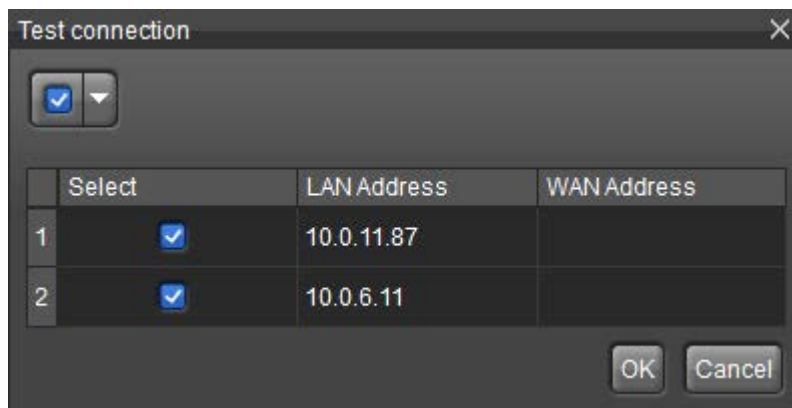 Test connection
Select LAN Address WAN Address
1 10.0.11.87
2 10.0.6.11
OK Cancel